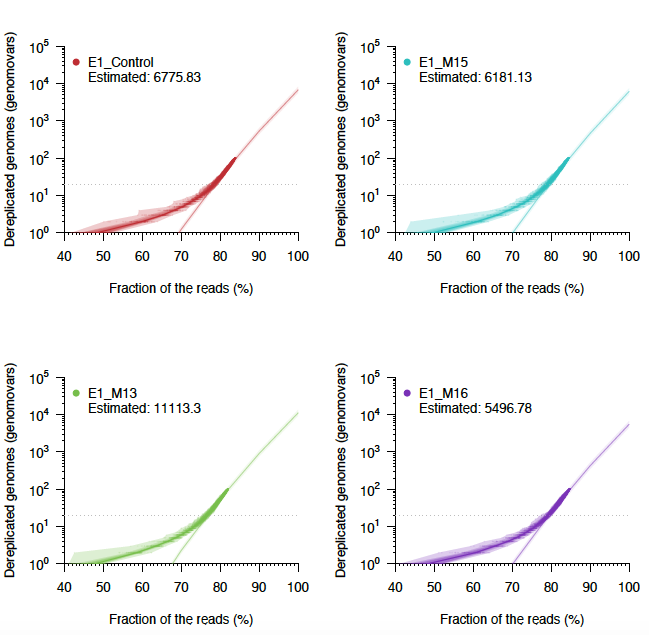 Dereplicated genomes (genomovars)
10⁵
10⁴
10³
10²
10¹
10⁰
E1_Control
Estimated: 6775.83
40 50 60 70 80 90 100
Fraction of the reads (%)
Dereplicated genomes (genomovars)
10⁵
10⁴
10³
10²
10¹
10⁰
E1_M15
Estimated: 6181.13
40 50 60 70 80 90 100
Fraction of the reads (%)
Dereplicated genomes (genomovars)
10⁵
10⁴
10³
10²
10¹
10⁰
E1_M13
Estimated: 11113.3
40 50 60 70 80 90 100
Fraction of the reads (%)
Dereplicated genomes (genomovars)
10⁵
10⁴
10³
10²
10¹
10⁰
E1_M16
Estimated: 5496.78
40 50 60 70 80 90 100
Fraction of the reads (%)